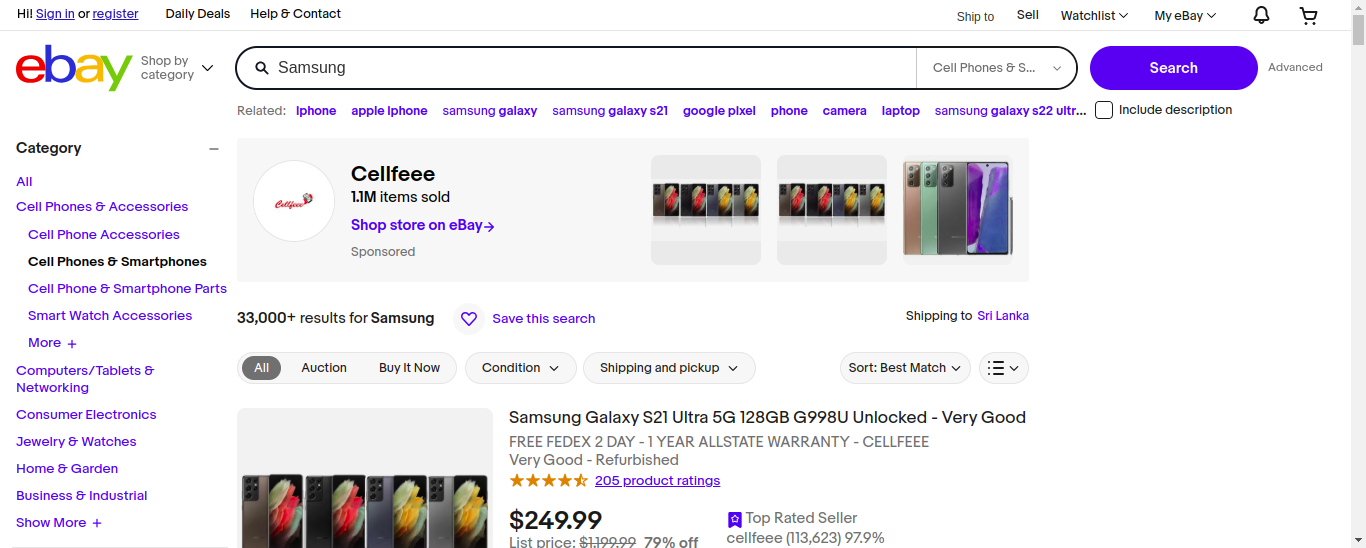 Hi! Sign in or register Daily Deals Help & Contact Ship to Sell Watchlist My eBay
ebay Shop by category Samsung Cell Phones & S... Search Advanced
Related: iphone apple iphone samsung galaxy samsung galaxy s21 google pixel phone camera laptop samsung galaxy s22 ultr... Include description
Category
All
Cell Phones & Accessories
Cell Phone Accessories
Cell Phones & Smartphones
Cell Phone & Smartphone Parts
Smart Watch Accessories
More +
Computers/Tablets &
Networking
Consumer Electronics
Jewelry & Watches
Home & Garden
Business & Industrial
Show More +
Cellfeee
Cellfeee
1.1M items sold
Shop store on eBay→
Sponsored
33,000+ results for Samsung Save this search Shipping to Sri Lanka
All Auction Buy It Now Condition Shipping and pickup Sort: Best Match
Samsung Galaxy S21 Ultra 5G 128GB G998U Unlocked - Very Good
FREE FEDEX 2 DAY - 1 YEAR ALLSTATE WARRANTY - CELLFEEE
Very Good - Refurbished
205 product ratings
$249.99 Top Rated Seller
List price: $1,199.99 79% off cellfeee (113,623) 97.9%